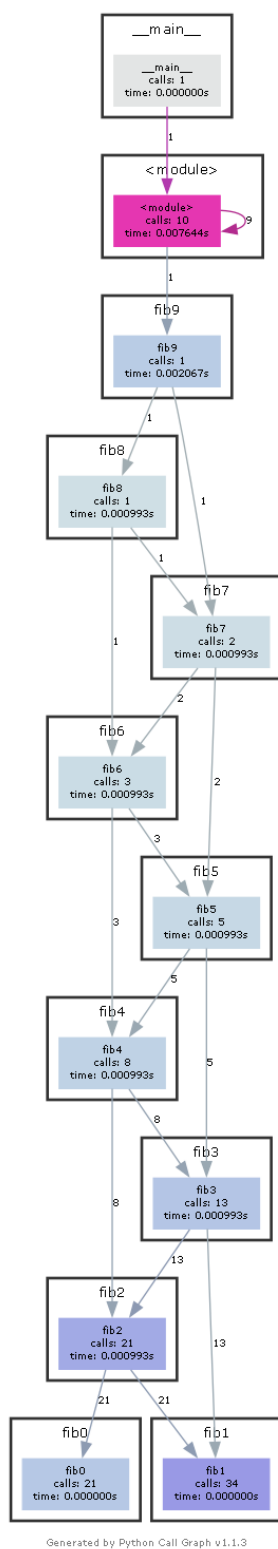 __main__
__main__
calls: 1
time: 0.000000s
1
<module>
<module>
calls: 10
time: 0.007644s
9
1
fib9
fib9
calls: 1
time: 0.002067s
1
fib8
fib8
calls: 1
time: 0.000993s
1
1
fib7
fib7
calls: 2
time: 0.000993s
1
2
fib6
fib6
calls: 3
time: 0.000993s
2
3
fib5
fib5
calls: 5
time: 0.000993s
3
5
fib4
fib4
calls: 8
time: 0.000993s
5
8
fib3
fib3
calls: 13
time: 0.000993s
8
13
fib2
fib2
calls: 21
time: 0.000993s
13
21
21
fib0
fib0
calls: 21
time: 0.000000s
fib1
fib1
calls: 34
time: 0.000000s
Generated by Python Call Graph v1.1.3